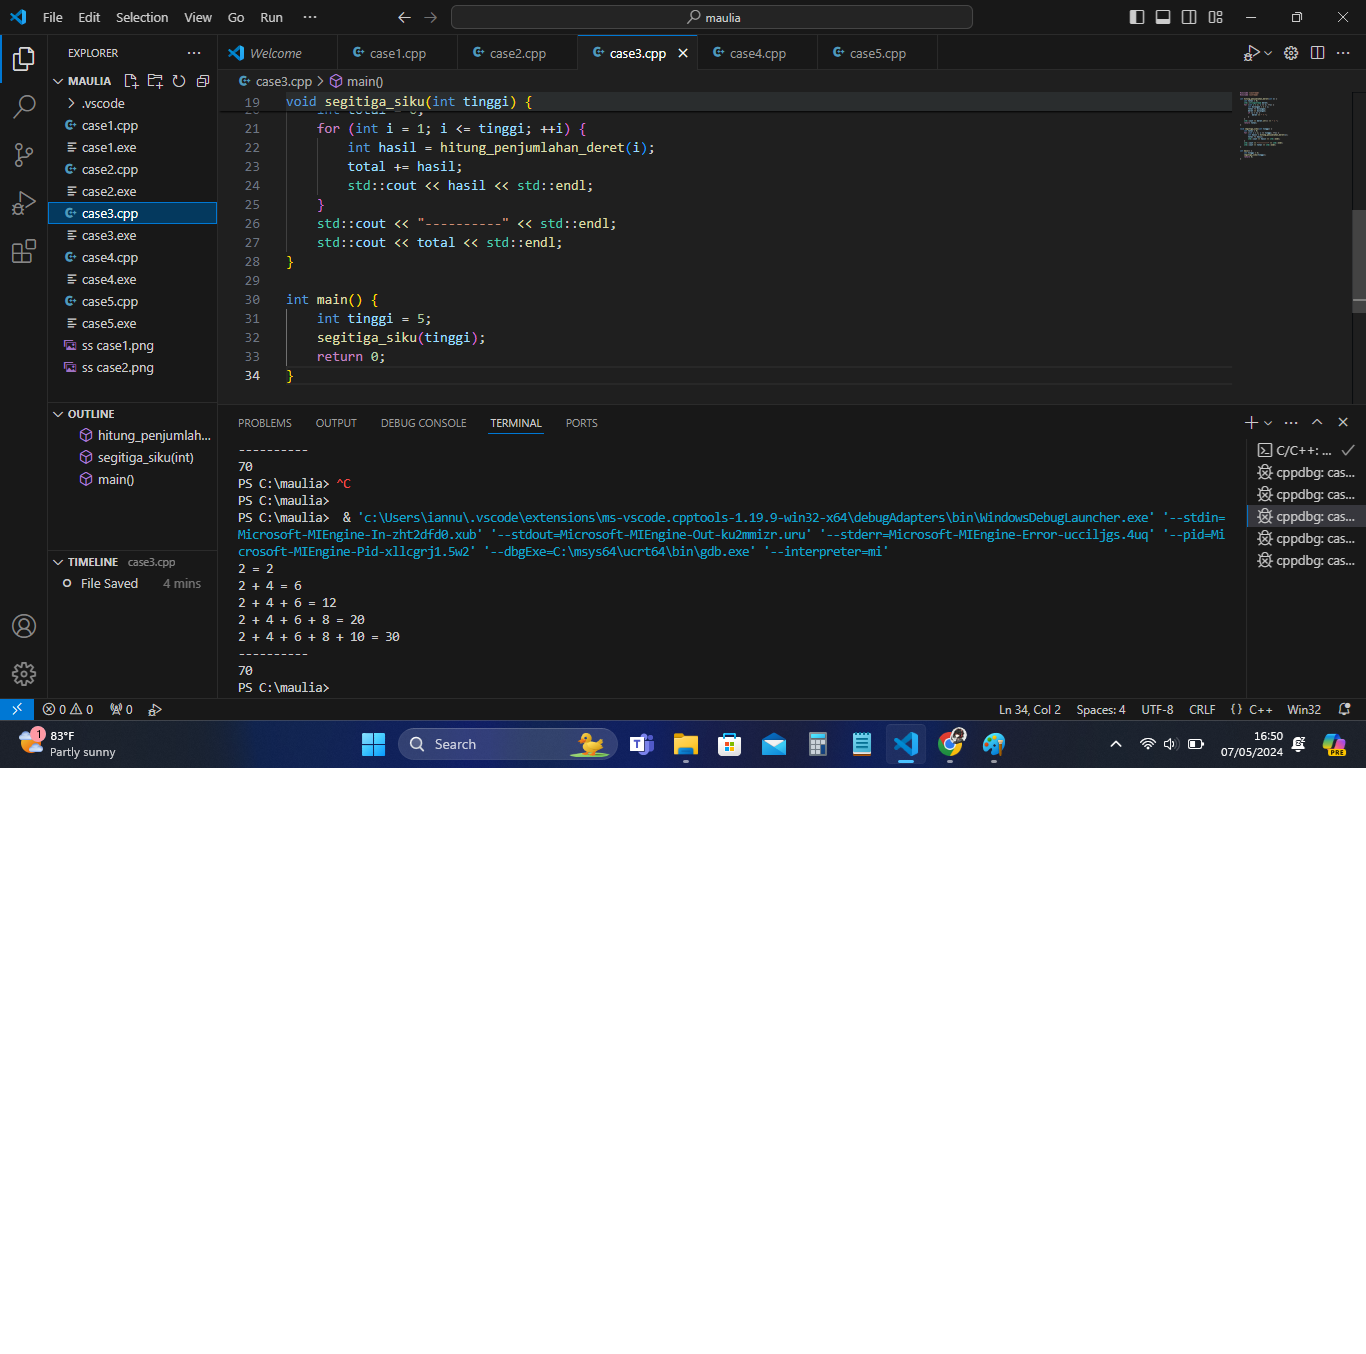 File Edit Selection View Go Run ··· maulia
EXPLORER ···
Welcome case1.cpp case2.cpp case3.cpp case4.cpp case5.cpp
MAULIA
.vscode
case1.cpp
case1.exe
case2.cpp
case2.exe
case3.cpp
case3.exe
case4.cpp
case4.exe
case5.cpp
case5.exe
ss case1.png
ss case2.png
OUTLINE
hitung_penjumlah...
segitiga_siku(int)
main()
TIMELINE case3.cpp
File Saved 4 mins
case3.cpp > main()
19 void segitiga_siku(int tinggi) {
21 for (int i = 1; i <= tinggi; ++i) {
22 int hasil = hitung_penjumlahan_deret(i);
23 total += hasil;
24 std::cout << hasil << std::endl;
25 }
26 std::cout << "----------" << std::endl;
27 std::cout << total << std::endl;
28 }
29
30 int main() {
31 int tinggi = 5;
32 segitiga_siku(tinggi);
33 return 0;
34 }
PROBLEMS OUTPUT DEBUG CONSOLE TERMINAL PORTS
----------
70
PS C:\maulia> ^C
PS C:\maulia>
PS C:\maulia> & 'c:\Users\iannu\.vscode\extensions\ms-vscode.cpptools-1.19.9-win32-x64\debugAdapters\bin\WindowsDebugLauncher.exe' '--stdin=
Microsoft-MIEngine-In-zht2dfd0.xub' '--stdout=Microsoft-MIEngine-Out-ku2mmizr.uru' '--stderr=Microsoft-MIEngine-Error-ucciljgs.4uq' '--pid=Mi
crosoft-MIEngine-Pid-xllcgrj1.5w2' '--dbgExe=C:\msys64\ucrt64\bin\gdb.exe' '--interpreter=mi'
2 = 2
2 + 4 = 6
2 + 4 + 6 = 12
2 + 4 + 6 + 8 = 20
2 + 4 + 6 + 8 + 10 = 30
----------
70
PS C:\maulia>
C/C++: ...
cppdbg: cas...
cppdbg: cas...
cppdbg: cas...
cppdbg: cas...
cppdbg: cas...
0 0 0 Ln 34, Col 2 Spaces: 4 UTF-8 CRLF {} C++ Win32
1 83°F
Partly sunny
Search
16:50
07/05/2024
PRE